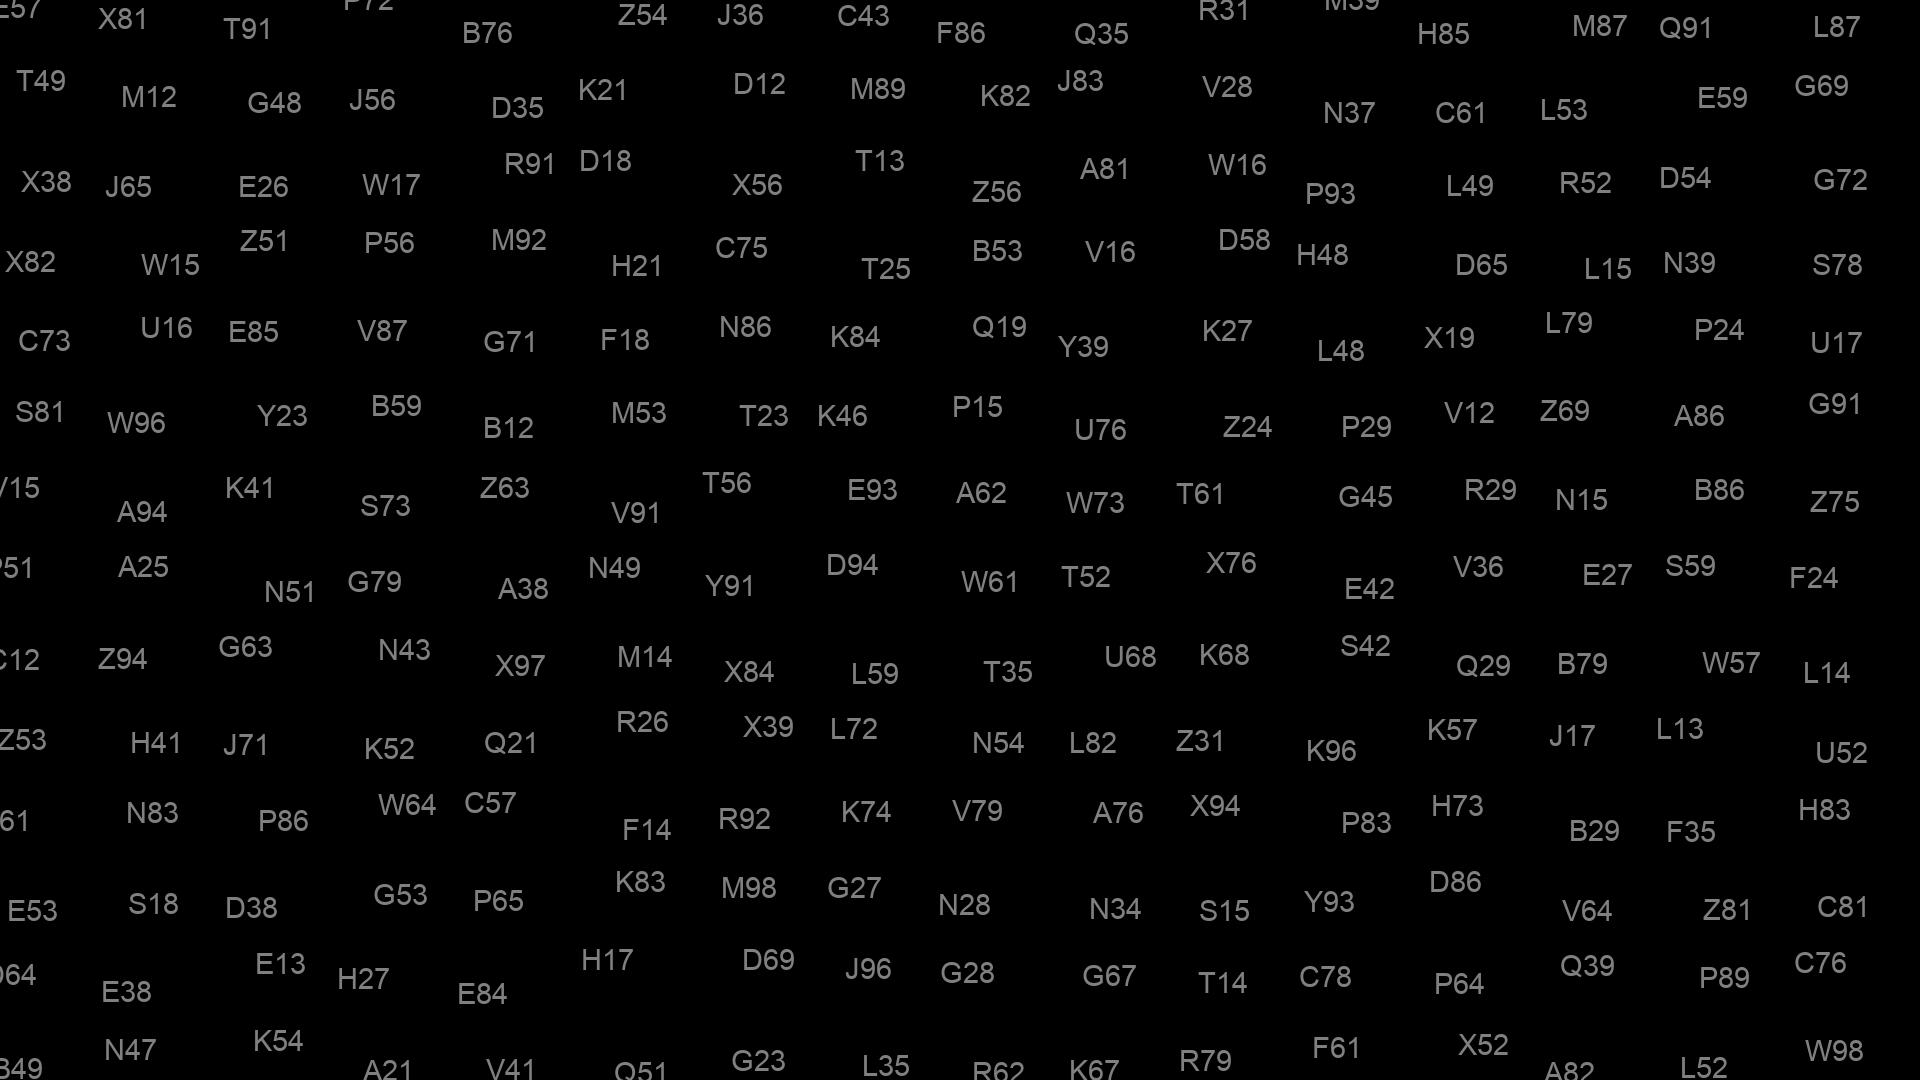 E57 X81 T91 P72 B76 Z54 J36 C43 F86 Q35 R31 M39 H85 M87 Q91 L87
T49 M12 G48 J56 D35 K21 D12 M89 K82 J83 V28 N37 C61 L53 E59 G69
X38 J65 E26 W17 R91 D18 X56 T13 Z56 A81 W16 P93 L49 R52 D54 G72
X82 W15 Z51 P56 M92 H21 C75 T25 B53 V16 D58 H48 D65 L15 N39 S78
C73 U16 E85 V87 G71 F18 N86 K84 Q19 Y39 K27 L48 X19 L79 P24 U17
S81 W96 Y23 B59 B12 M53 T23 K46 P15 U76 Z24 P29 V12 Z69 A86 G91
V15 A94 K41 S73 Z63 V91 T56 E93 A62 W73 T61 G45 R29 N15 B86 Z75
51 A25 N51 G79 A38 N49 Y91 D94 W61 T52 X76 E42 V36 E27 S59 F24
C12 Z94 G63 N43 X97 M14 X84 L59 T35 U68 K68 S42 Q29 B79 W57 L14
Z53 H41 J71 K52 Q21 R26 X39 L72 N54 L82 Z31 K96 K57 J17 L13 U52
61 N83 P86 W64 C57 F14 R92 K74 V79 A76 X94 P83 H73 B29 F35 H83
E53 S18 D38 G53 P65 K83 M98 G27 N28 N34 S15 Y93 D86 V64 Z81 C81
64 E38 E13 H27 E84 H17 D69 J96 G28 G67 T14 C78 P64 Q39 P89 C76
B49 N47 K54 A21 V41 Q51 G23 L35 R62 K67 R79 F61 X52 A82 L52 W98